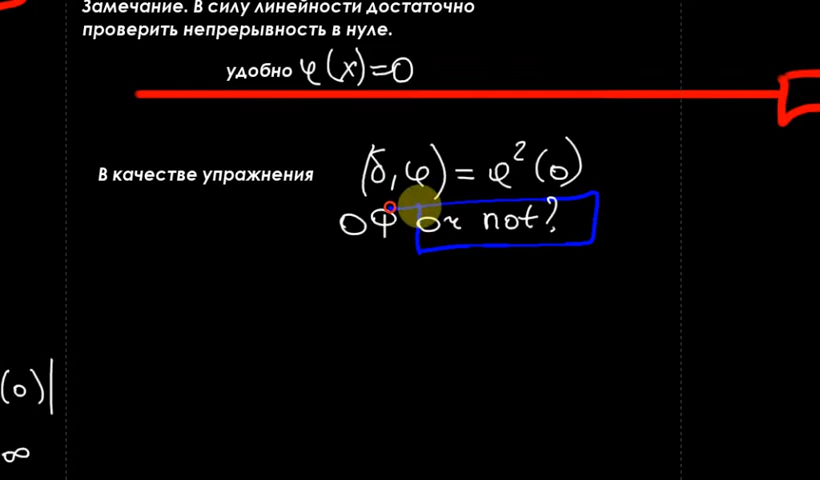 Замечание. В силу линейности достаточно
проверить непрерывность в нуле.
удобно φ(x)=0
В качестве упражнения (δ,φ)=φ²(0)
ОФ or not?
(0)|
∞